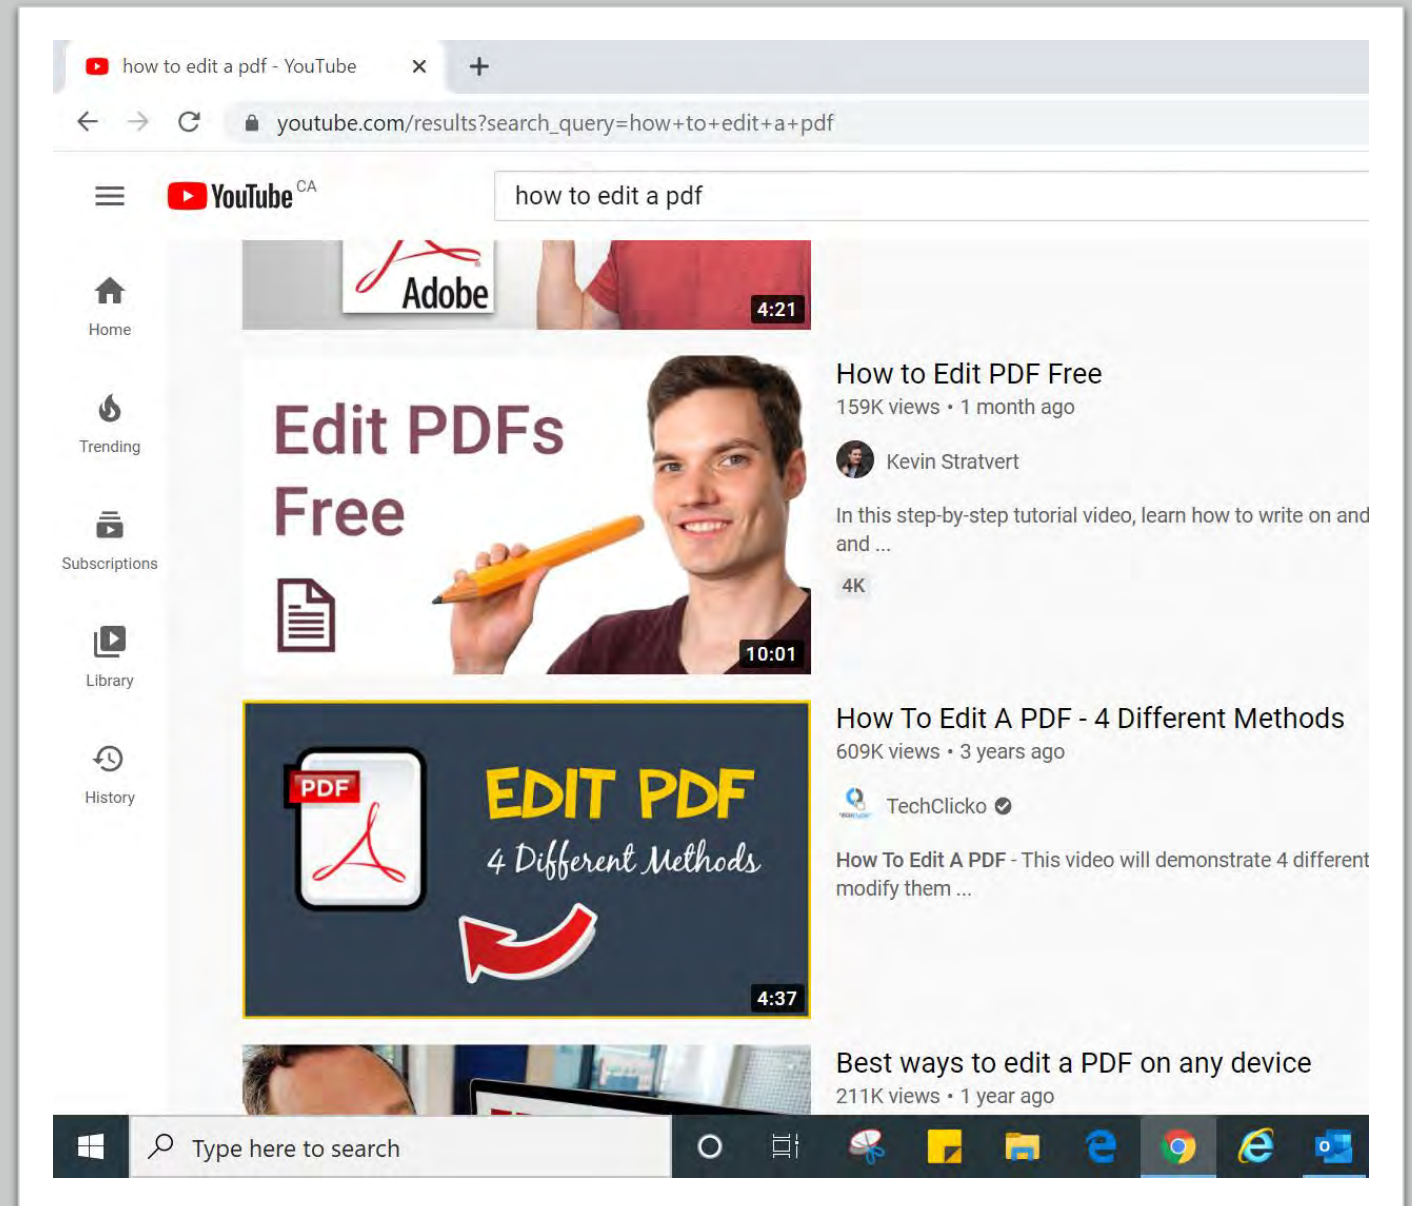 how to edit a pdf - YouTube
youtube.com/results?search_query=how+to+edit+a+pdf
YouTube CA
how to edit a pdf
Home
Trending
Subscriptions
Library
History
Adobe
4:21
Edit PDFs
Free
10:01
How to Edit PDF Free
159K views • 1 month ago
Kevin Stratvert
In this step-by-step tutorial video, learn how to write on and
and ...
4K
PDF
EDIT PDF
4 Different Methods
4:37
How To Edit A PDF - 4 Different Methods
609K views • 3 years ago
TechClicko
How To Edit A PDF - This video will demonstrate 4 different
modify them ...
Best ways to edit a PDF on any device
211K views • 1 year ago
Type here to search